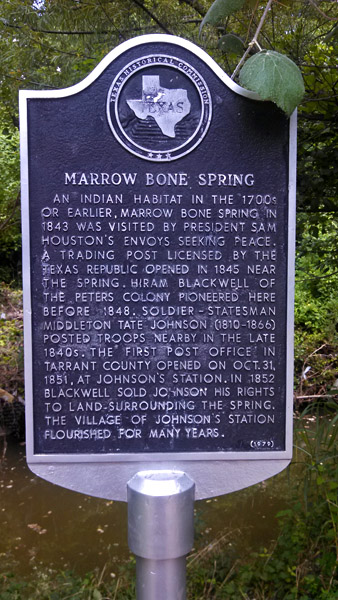 TEXAS HISTORICAL COMMISSION
TEXAS
MARROW BONE SPRING
AN INDIAN HABITAT IN THE 1700s
OR EARLIER, MARROW BONE SPRING IN
1843 WAS VISITED BY PRESIDENT SAM
HOUSTON'S ENVOYS SEEKING PEACE.
A TRADING POST LICENSED BY THE
TEXAS REPUBLIC OPENED IN 1845 NEAR
THE SPRING. HIRAM BLACKWELL OF
THE PETERS COLONY PIONEERED HERE
BEFORE 1848. SOLDIER-STATESMAN
MIDDLETON TATE JOHNSON (1810-1866)
POSTED TROOPS NEARBY IN THE LATE
1840s. THE FIRST POST OFFICE IN
TARRANT COUNTY OPENED ON OCT. 31,
1851, AT JOHNSON'S STATION. IN 1852
BLACKWELL SOLD JOHNSON HIS RIGHTS
TO LAND SURROUNDING THE SPRING.
THE VILLAGE OF JOHNSON'S STATION
FLOURISHED FOR MANY YEARS.
(1979)